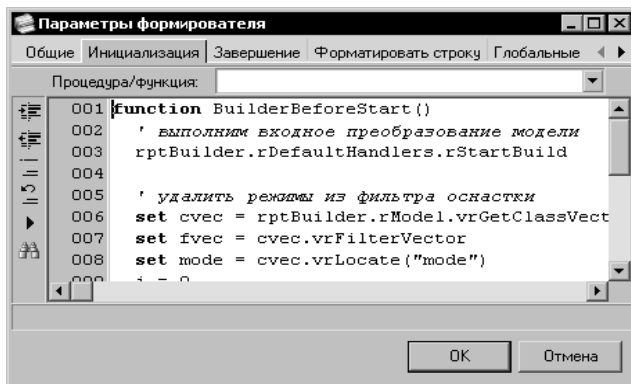 Параметры формирователя
Общие Инициализация Завершение Форматировать строку Глобальные
Процедура/функция:
001 function BuilderBeforeStart()
002 ' выполним входное преобразование модели
003 rptBuilder.rDefaultHandlers.rStartBuild
004
005 ' удалить режимы из фильтра оснастки
006 set cvec = rptBuilder.rModel.vrGetClassVect
007 set fvec = cvec.vrFilterVector
008 set mode = cvec.vrLocate("mode")
009 i = 0
OK Отмена